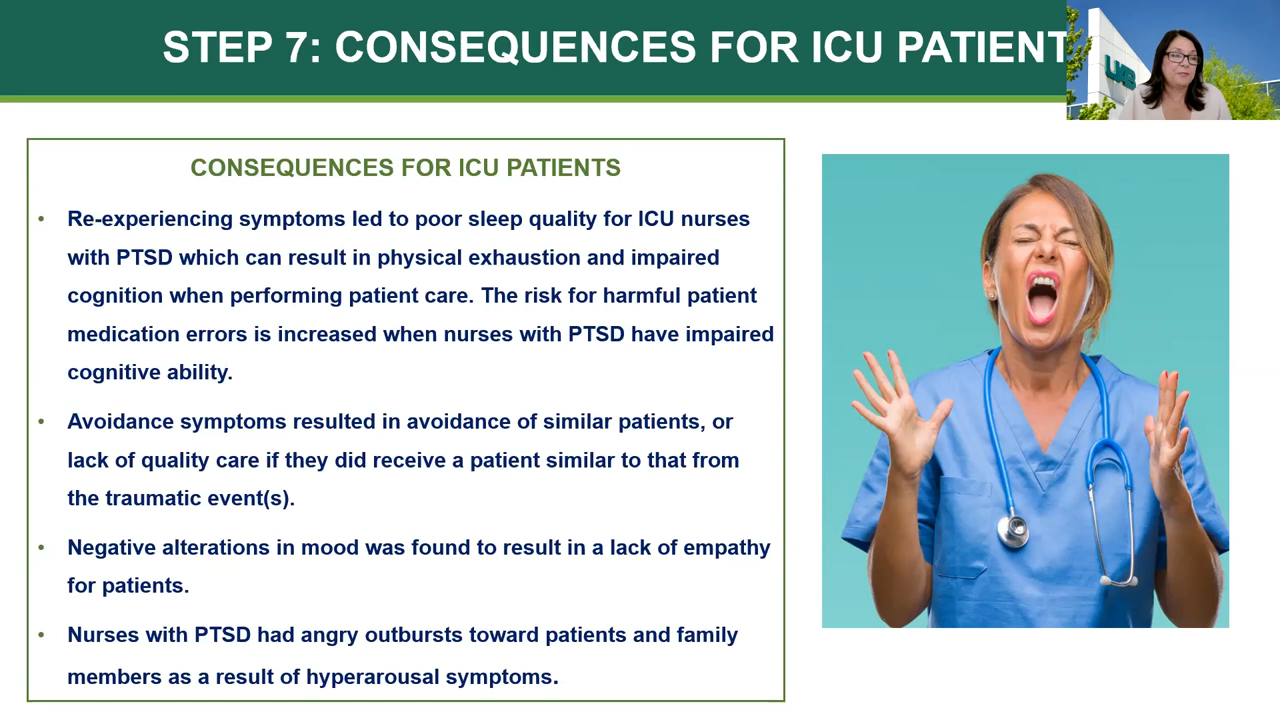 STEP 7: CONSEQUENCES FOR ICU PATIENT
UAB
CONSEQUENCES FOR ICU PATIENTS
• Re-experiencing symptoms led to poor sleep quality for ICU nurses
with PTSD which can result in physical exhaustion and impaired
cognition when performing patient care. The risk for harmful patient
medication errors is increased when nurses with PTSD have impaired
cognitive ability.
• Avoidance symptoms resulted in avoidance of similar patients, or
lack of quality care if they did receive a patient similar to that from
the traumatic event(s).
• Negative alterations in mood was found to result in a lack of empathy
for patients.
• Nurses with PTSD had angry outbursts toward patients and family
members as a result of hyperarousal symptoms.